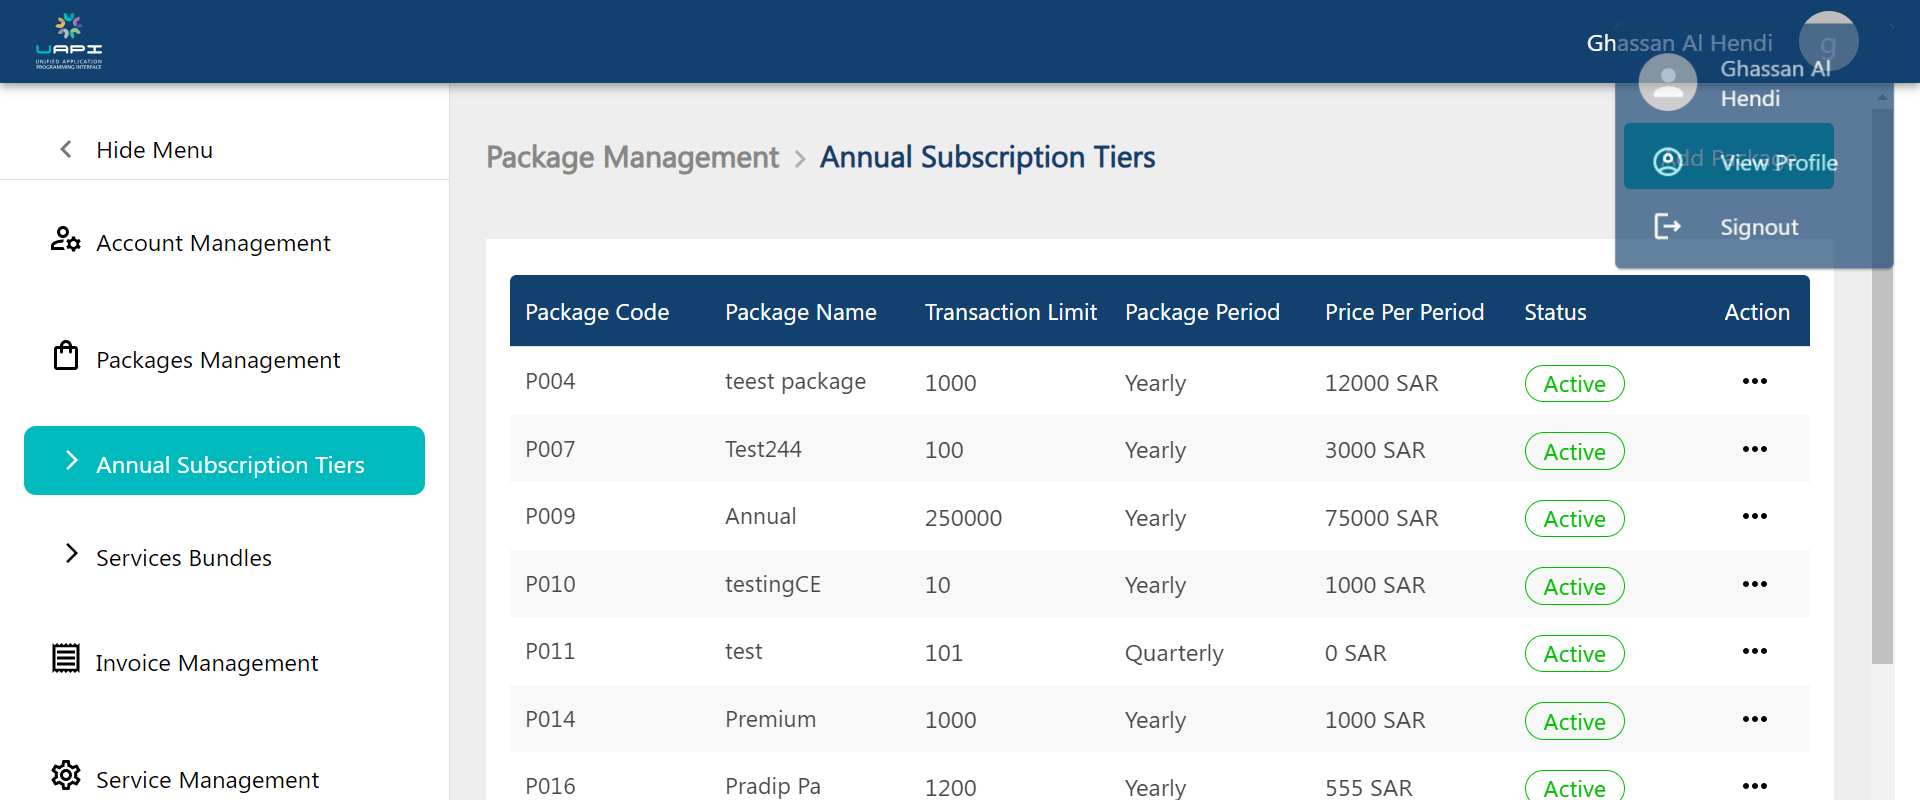 UAPI
UNIFIED APPLICATION
PROGRAMMING INTERFACE
Ghassan Al Hendi
g
Ghassan Al
Hendi
View Profile
Add Package
Signout
Hide Menu
Account Management
Packages Management
Annual Subscription Tiers
Services Bundles
Invoice Management
Service Management
Package Management > Annual Subscription Tiers
Package Code Package Name Transaction Limit Package Period Price Per Period Status Action
P004 teest package 1000 Yearly 12000 SAR Active •••
P007 Test244 100 Yearly 3000 SAR Active •••
P009 Annual 250000 Yearly 75000 SAR Active •••
P010 testingCE 10 Yearly 1000 SAR Active •••
P011 test 101 Quarterly 0 SAR Active •••
P014 Premium 1000 Yearly 1000 SAR Active •••
P016 Pradip Pa 1200 Yearly 555 SAR Active •••